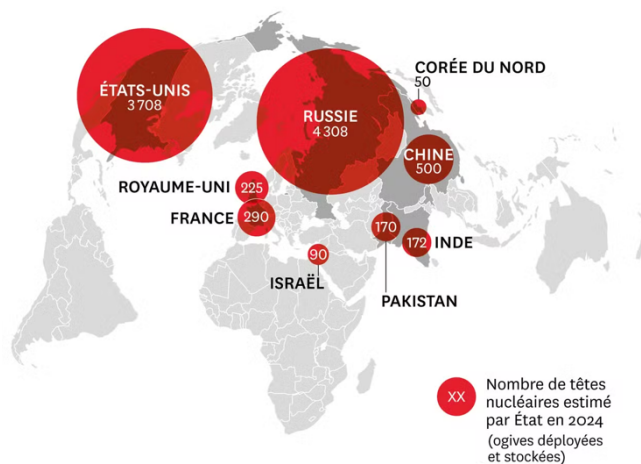 ÉTATS-UNIS
3 708
RUSSIE
4 308
CORÉE DU NORD
50
CHINE
500
ROYAUME-UNI
225
FRANCE
290
170
PAKISTAN
172
INDE
90
ISRAËL
XX
Nombre de têtes
nucléaires estimé
par État en 2024
(ogives déployées
et stockées)